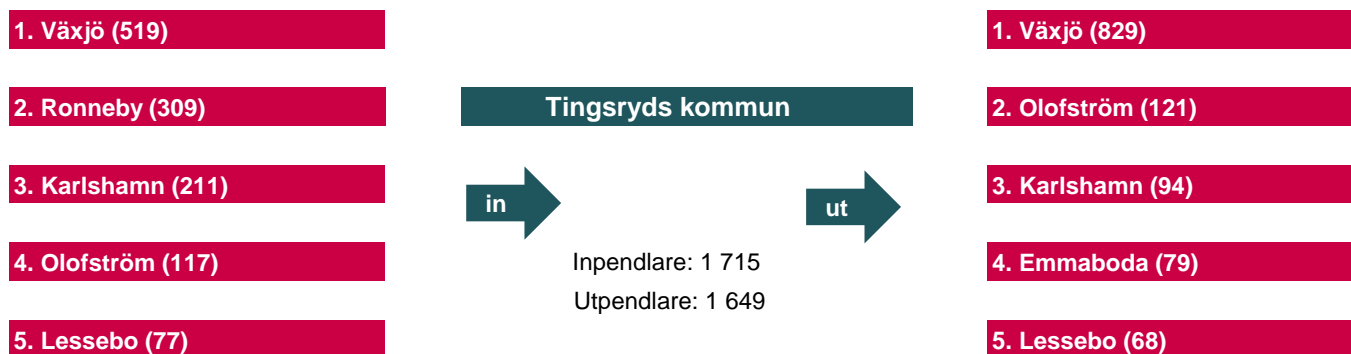 1. Växjö (519)
2. Ronneby (309)
3. Karlshamn (211)
4. Olofström (117)
5. Lessebo (77)
Tingsryds kommun
in
ut
Inpendlare: 1 715
Utpendlare: 1 649
1. Växjö (829)
2. Olofström (121)
3. Karlshamn (94)
4. Emmaboda (79)
5. Lessebo (68)